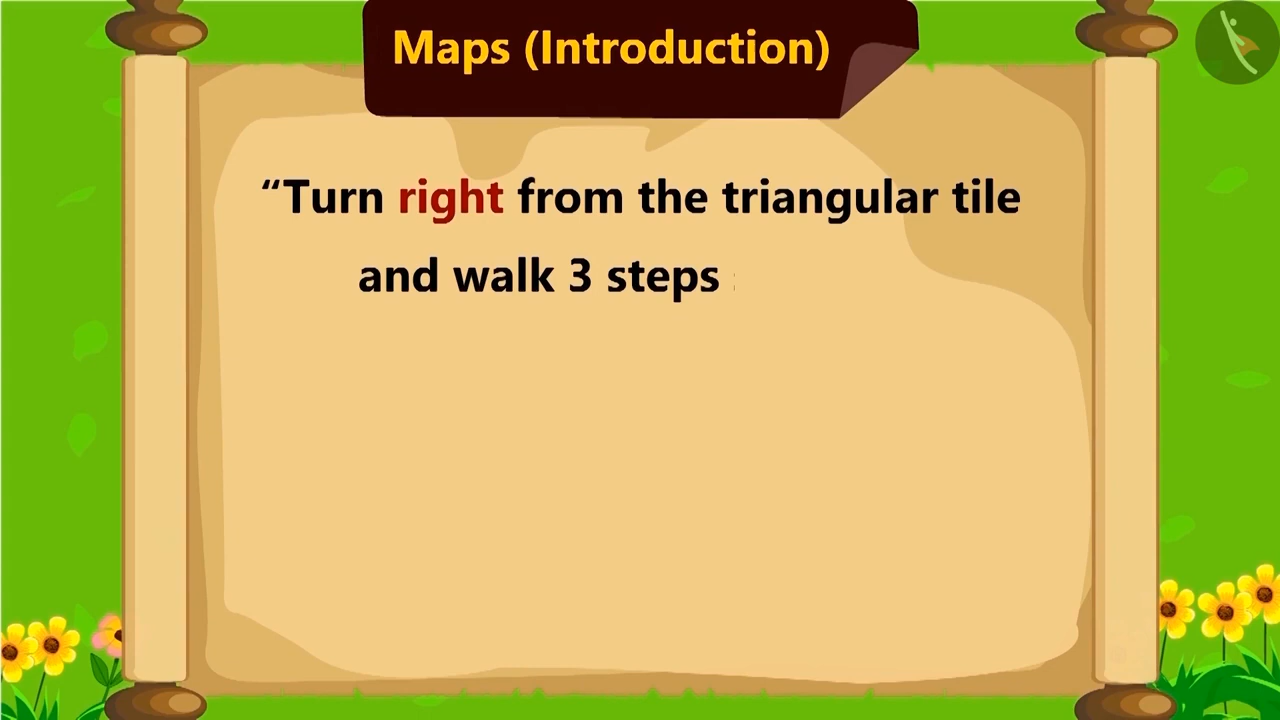 Maps (Introduction)
“Turn right from the triangular tile
and walk 3 steps